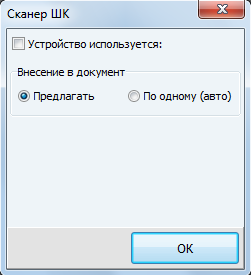 Сканер ШК
Устройство используется:
Внесение в документ
Предлагать
По одному (авто)
OK